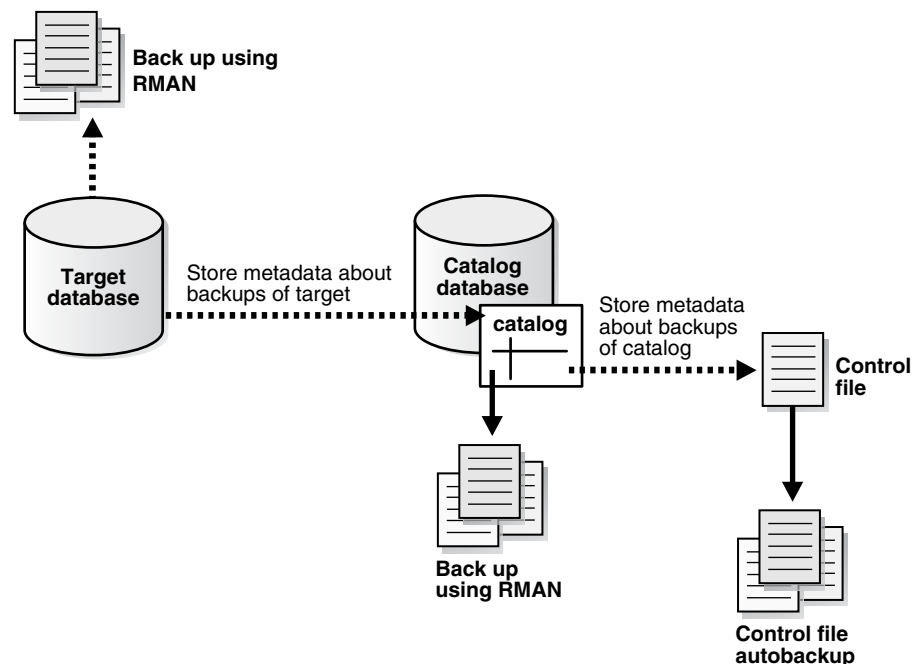 Back up using
RMAN
Target
database
Store metadata about
backups of target
Catalog
database
catalog
Store metadata
about backups
of catalog
Control
file
Back up
using RMAN
Control file
autobackup